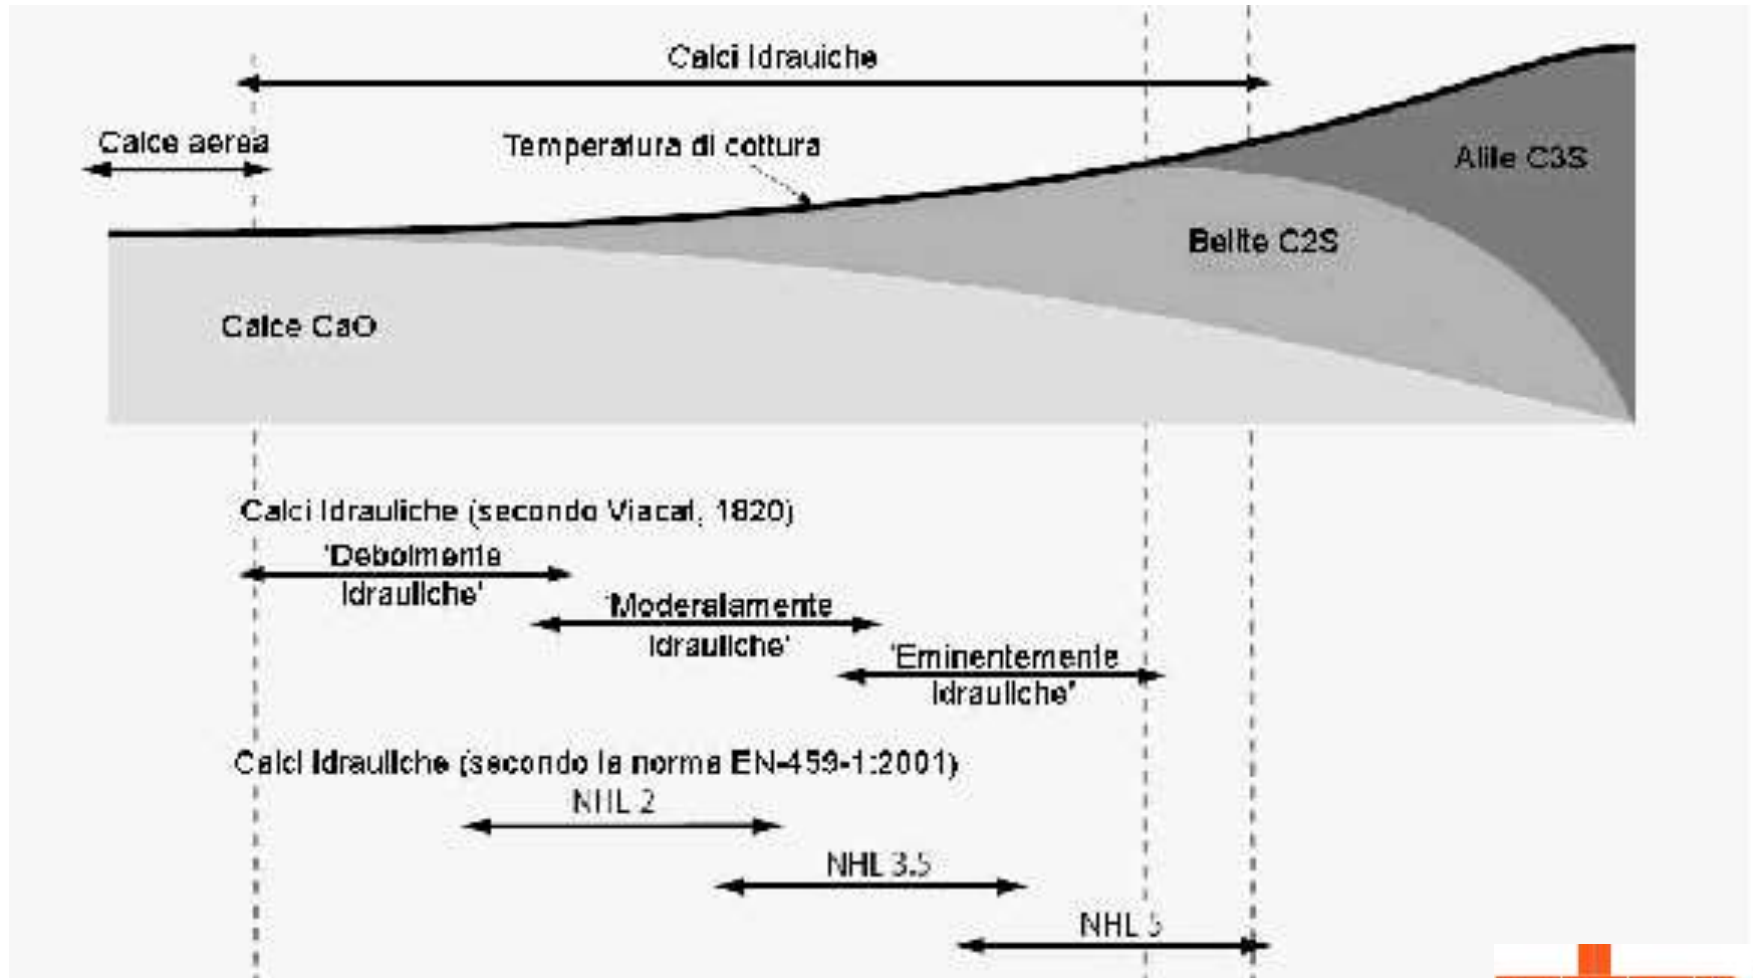 Calci Idrauiche
Calce aerea
Temperatura di cottura
Alite C3S
Belite C2S
Calce CaO
Calci Idrauliche (secondo Viacat, 1820)
'Debolmente
Idrauliche'
'Moderatamente
Idrauliche'
'Eminentemente
Idrauliche'
Calci Idrauliche (secondo la norma EN-459-1:2001)
NHL 2
NHL 3.5
NHL 5